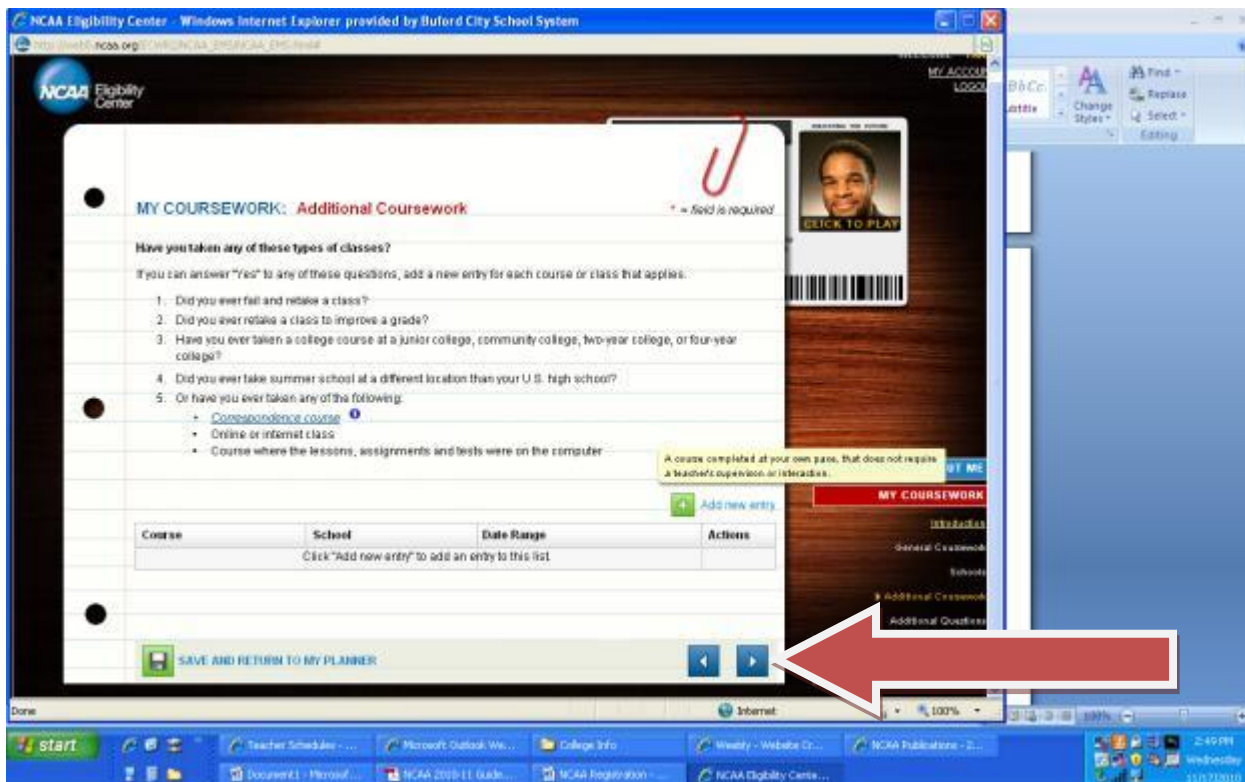 NCAA Eligibility Center - Windows Internet Explorer provided by Buford City School System
MY ACCOU
LOGOU
NCAA Eligibility
Center
Change
Styles
Find
Replace
Select
Editing
MY COURSEWORK: Additional Coursework
* = field is required
CLICK TO PLAY
Have you taken any of these types of classes?
If you can answer "Yes" to any of these questions, add a new entry for each course or class that applies.
1. Did you ever fail and retake a class?
2. Did you ever retake a class to improve a grade?
3. Have you ever taken a college course at a junior college, community college, two-year college, or four-year
college?
4. Did you ever take summer school at a different location than your U.S. high school?
5. Or have you ever taken any of the following:
• Correspondence course
• Online or internet class
• Course where the lessons, assignments and tests were on the computer
A course completed at your own pace, that does not require
a teacher's supervision or interaction.
UT ME
MY COURSEWORK
Add new entry
Introduction
General Coursework
Schools
Additional Coursework
Additional Questions
Course School Date Range Actions
Click "Add new entry" to add an entry to this list.
SAVE AND RETURN TO MY PLANNER
Done
Internet
100%
100%
start
Teacher Schedules - ...
Microsoft Outlook We...
College Info
Weebly - Website Cr...
NCAA Publications - 2...
2:49 PM
Wednesday
Document1 - Microsof...
NCAA 2010-11 Guide...
NCAA Registration - ...
NCAA Eligibility Cente...
11/17/2010